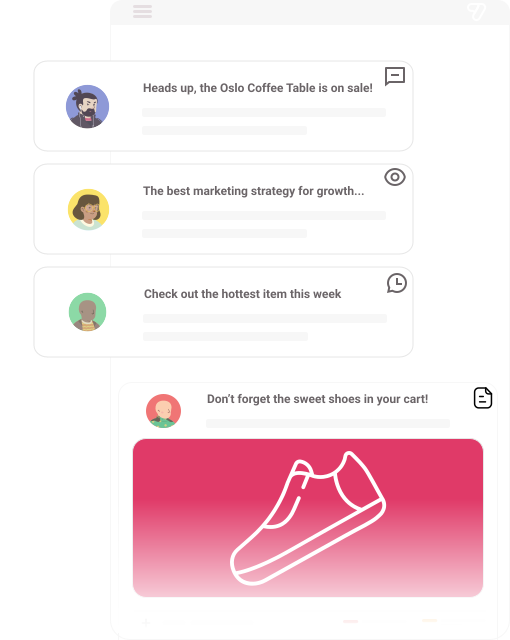 Heads up, the Oslo Coffee Table is on sale!
The best marketing strategy for growth...
Check out the hottest item this week
Don’t forget the sweet shoes in your cart!